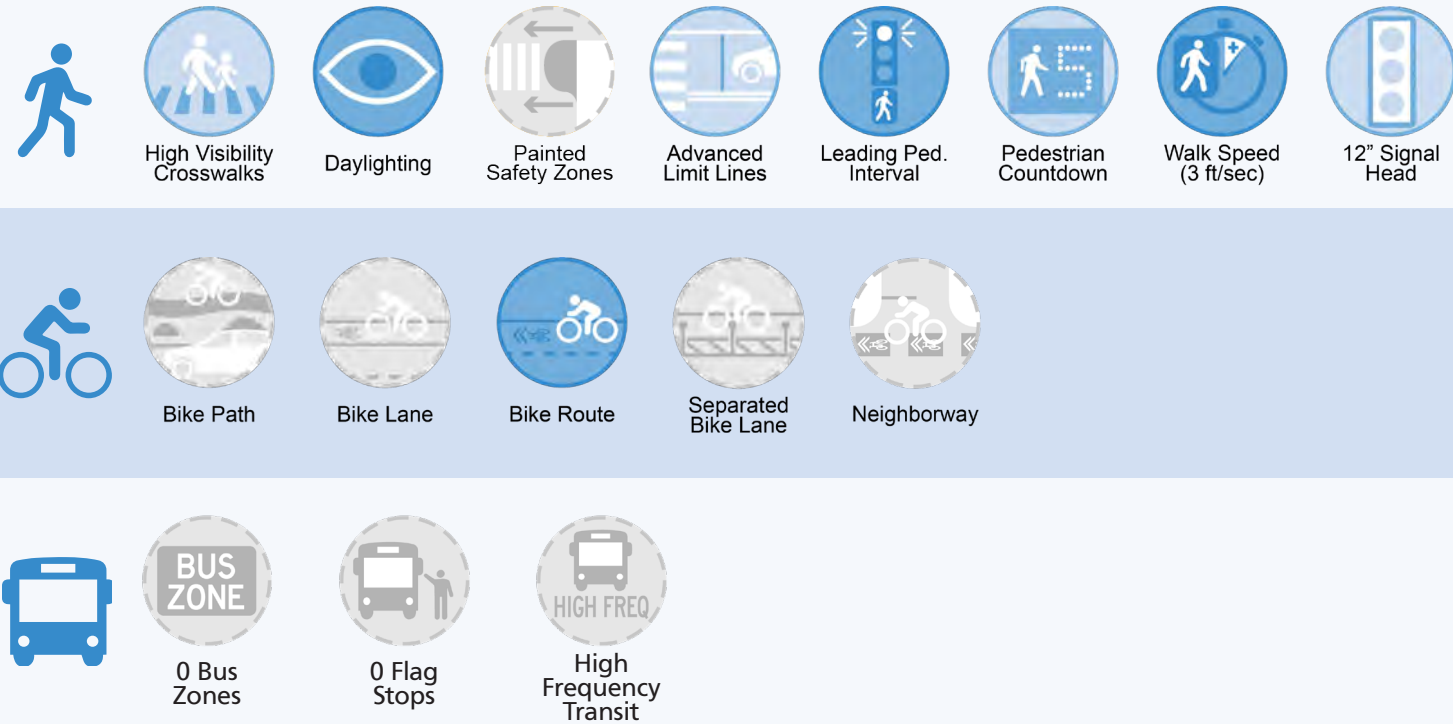 High Visibility
Crosswalks
Daylighting
Painted
Safety Zones
Advanced
Limit Lines
Leading Ped.
Interval
5
Pedestrian
Countdown
Walk Speed
(3 ft/sec)
12” Signal
Head
Bike Path
Bike Lane
Bike Route
Separated
Bike Lane
Neighborway
BUS
ZONE
0 Bus
Zones
0 Flag
Stops
HIGH FREQ
High
Frequency
Transit